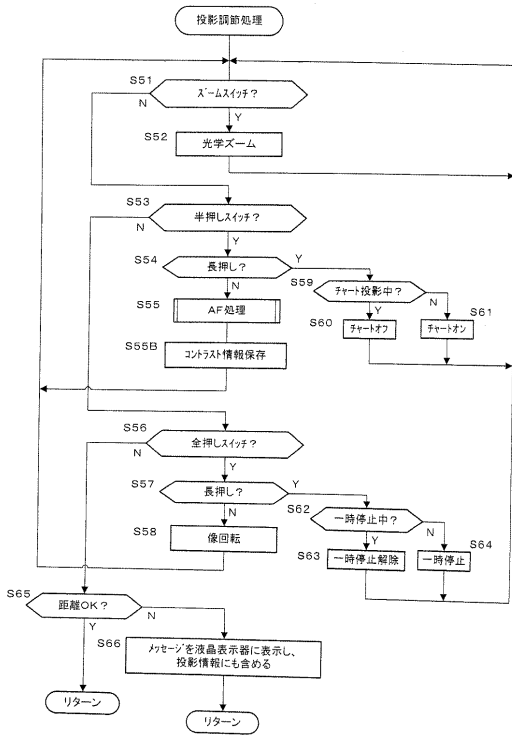 投影調節処理
S51
ズームスイッチ?
N
Y
S52
光学ズーム
S53
半押しスイッチ?
N
Y
S54
長押し?
Y
N
S59
チャート投影中?
S55
AF処理
Y
N
S60
チャートオフ
S61
チャートオン
S55B
コントラスト情報保存
S56
全押しスイッチ?
N
Y
S57
長押し?
Y
N
S62
一時停止中?
S58
像回転
Y
N
S63
一時停止解除
S64
一時停止
S65
距離OK?
N
Y
S66
メッセージを液晶表示器に表示し、
投影情報にも含める
リターン
リターン